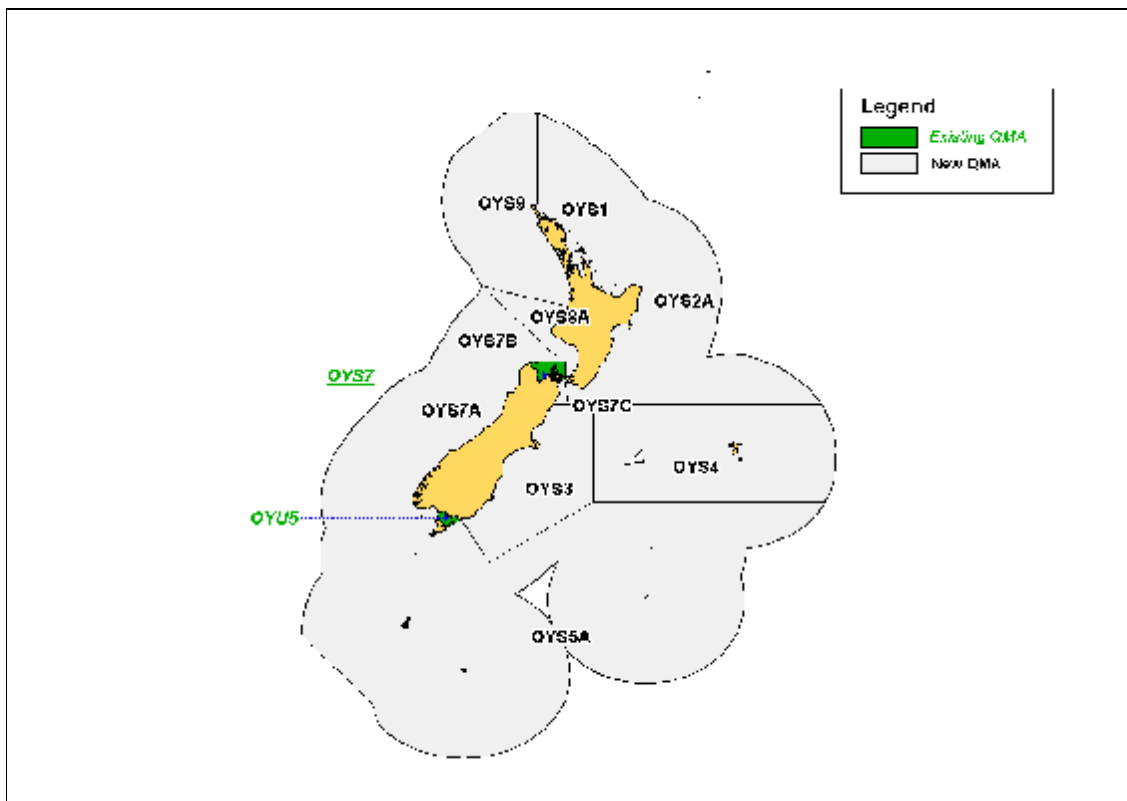 Legend
Existing QMA
New QMA
OYS9
OYS1
OYS2A
OYS8A
OYS7B
OYS7
OYS7A
OYS7C
OYS4
OYS3
OYU5
OYS5A